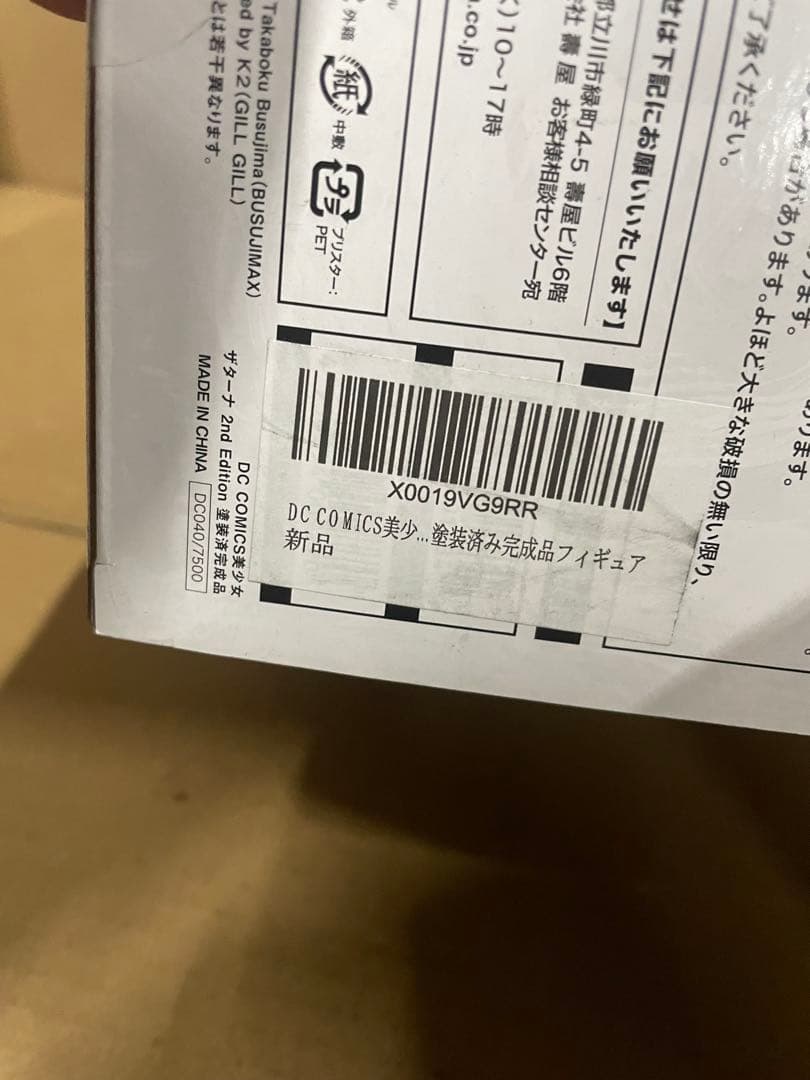 Takaboku Busujima(BUSUJIMAX)
ed by K2(GILL GILL)
とは若干異なります。
外箱
紙
中敷
プラ
ブリスター:
PET
せは下記にお願いいたします】
都立川市緑町4-5 壽屋ビル6階
社 壽屋 お客様相談センター宛
)10〜17時
.co.jp
了承ください。
があります。よほど大きな破損の無い限り、
ります。
あります。
X0019VG9RR
DC COMICS美少...塗装済み完成品フィギュア
新品
DC COMICS美少女
ザターナ 2nd Edition 塗装済完成品
MADE IN CHINA
DC040/7500